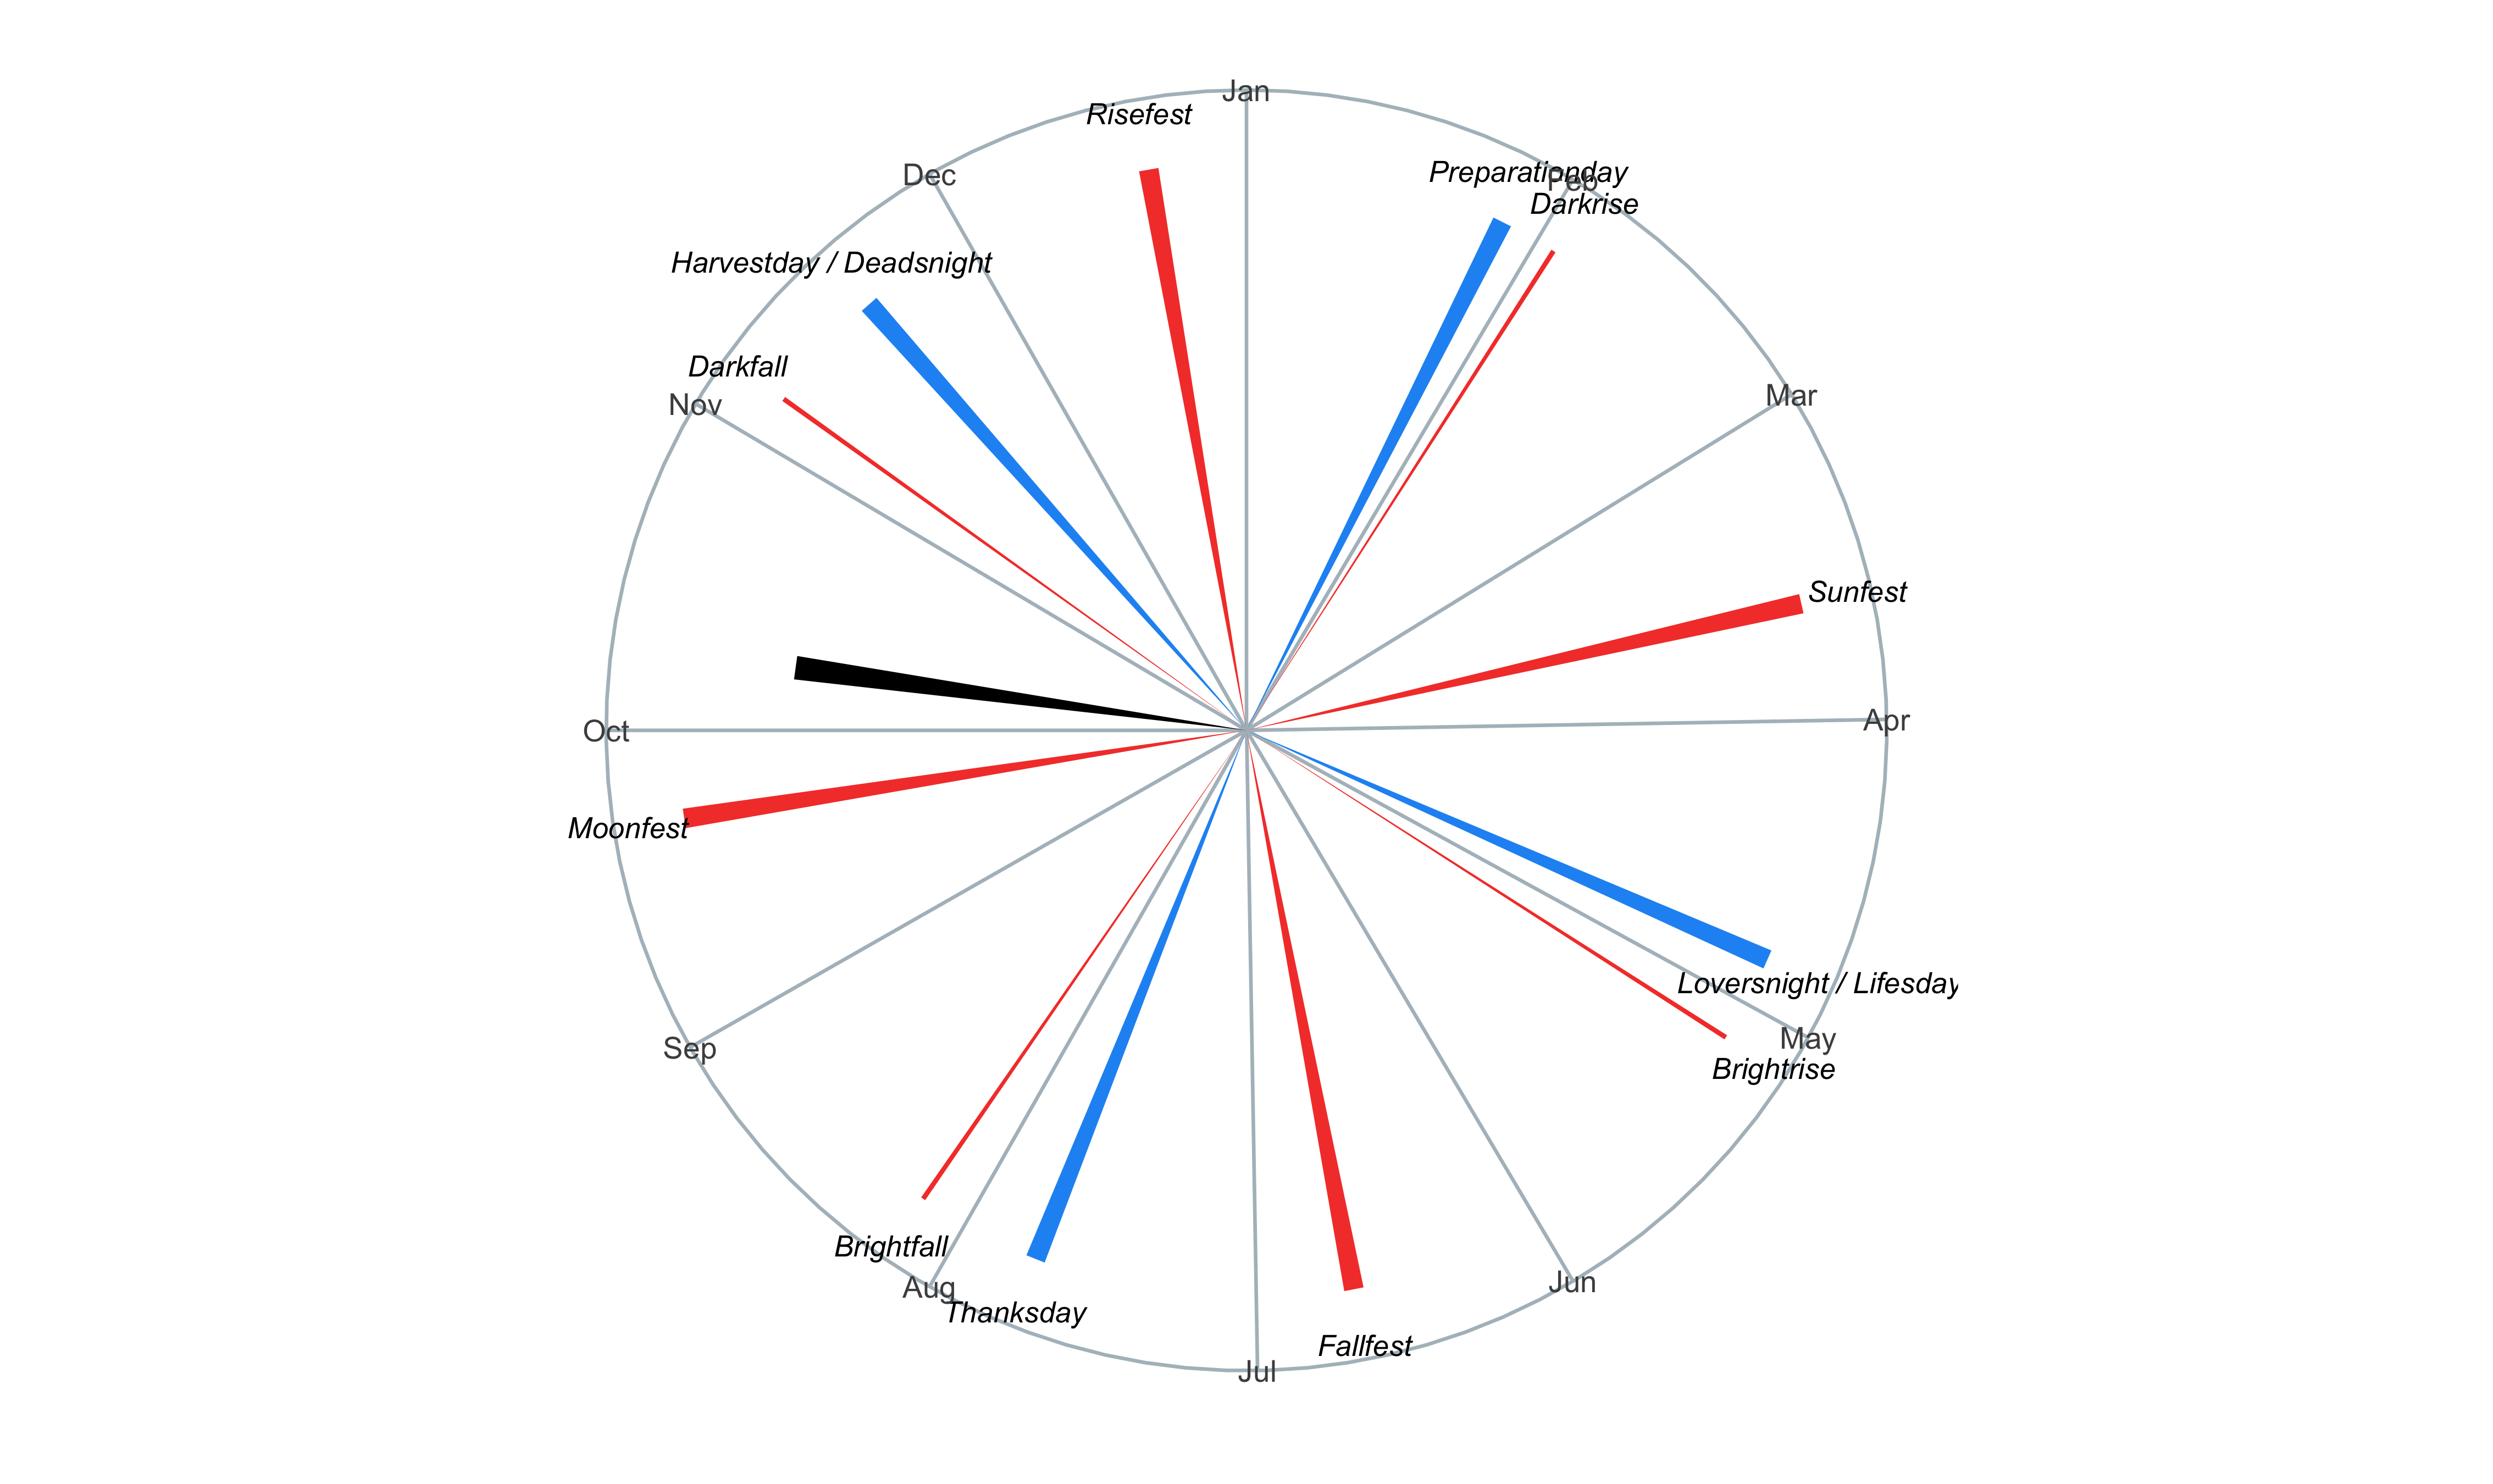 Jan
Risefest
Preparationday
Dec
Feb
Darkrise
Harvestday / Deadsnight
Darkfall
Mar
Nov
Sunfest
Apr
Oct
Moonfest
Loversnight / Lifesday
May
Sep
Brightrise
Brightfall
Jun
Aug
Thanksday
Fallfest
Jul